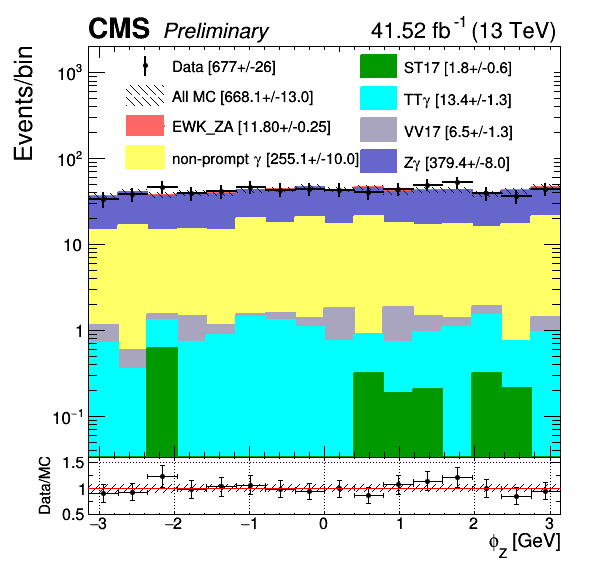 CMS Preliminary 41.52 fb⁻¹ (13 TeV)
Events/bin
Data [677+/-26]
All MC [668.1+/-13.0]
EWK_ZA [11.80+/-0.25]
non-prompt γ [255.1+/-10.0]
ST17 [1.8+/-0.6]
TTγ [13.4+/-1.3]
VV17 [6.5+/-1.3]
Zγ [379.4+/-8.0]
10³
10²
10
1
10⁻¹
Data/MC
1.5
1
0.5
−3 −2 −1 0 1 2 3
ϕ_Z [GeV]